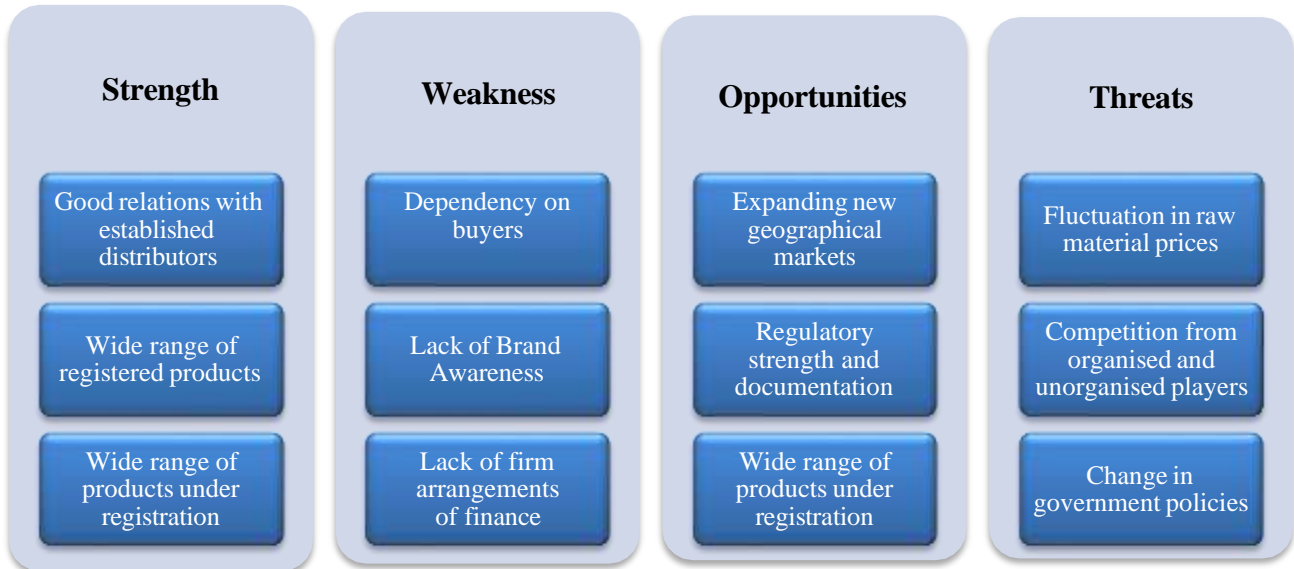 Strength
Good relations with
established
distributors
Wide range of
registered products
Wide range of
products under
registration
Weakness
Dependency on
buyers
Lack of Brand
Awareness
Lack of firm
arrangements
of finance
Opportunities
Expanding new
geographical
markets
Regulatory
strength and
documentation
Wide range of
products under
registration
Threats
Fluctuation in raw
material prices
Competition from
organised and
unorganised players
Change in
government policies